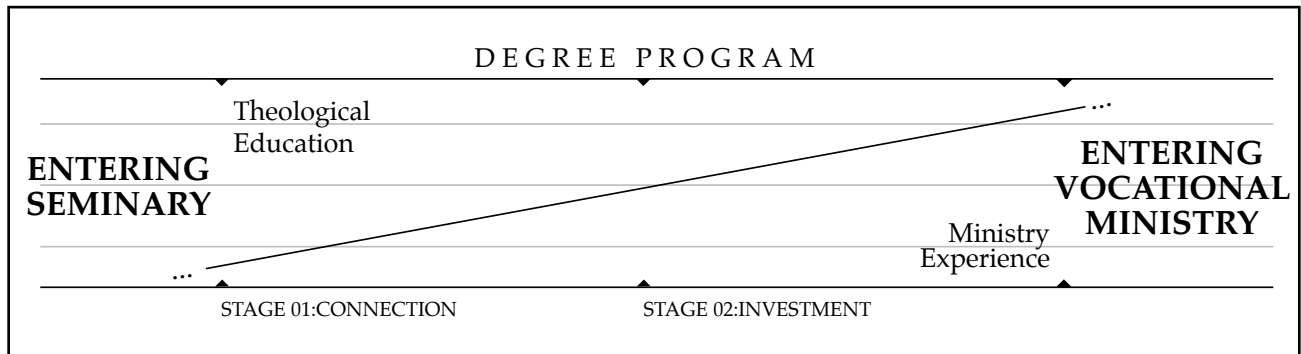 DEGREE PROGRAM
Theological
Education
...
ENTERING
SEMINARY
ENTERING
VOCATIONAL
MINISTRY
Ministry
Experience
...
STAGE 01:CONNECTION
STAGE 02:INVESTMENT